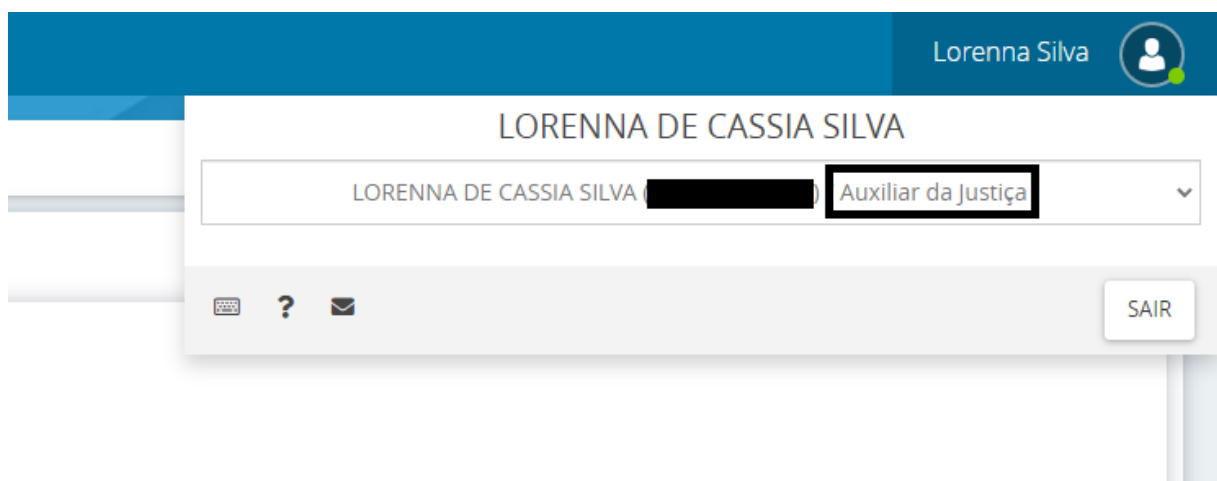 Lorenna Silva
LORENNA DE CASSIA SILVA
LORENNA DE CASSIA SILVA ( ) Auxiliar da Justiça
?
SAIR